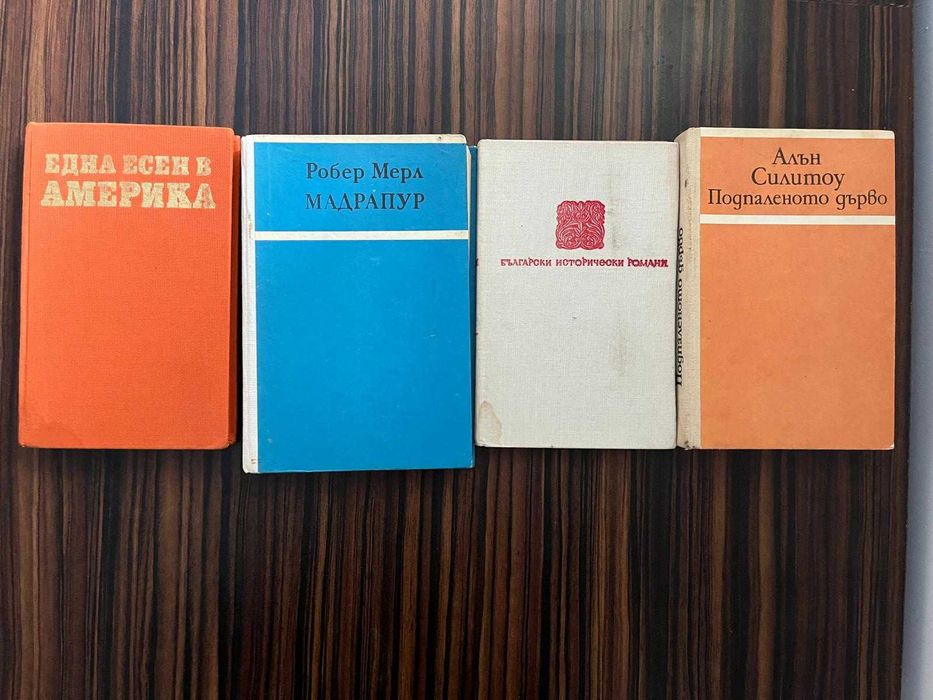 ЕДНА ЕСЕН В
АМЕРИКА
Робер Мерл
МАДРАПУР
БЪЛГАРСКИ ИСТОРИЧЕСКИ РОМАНИ
Подпаленото дърво
Алън
Силитоу
Подпаленото дърво